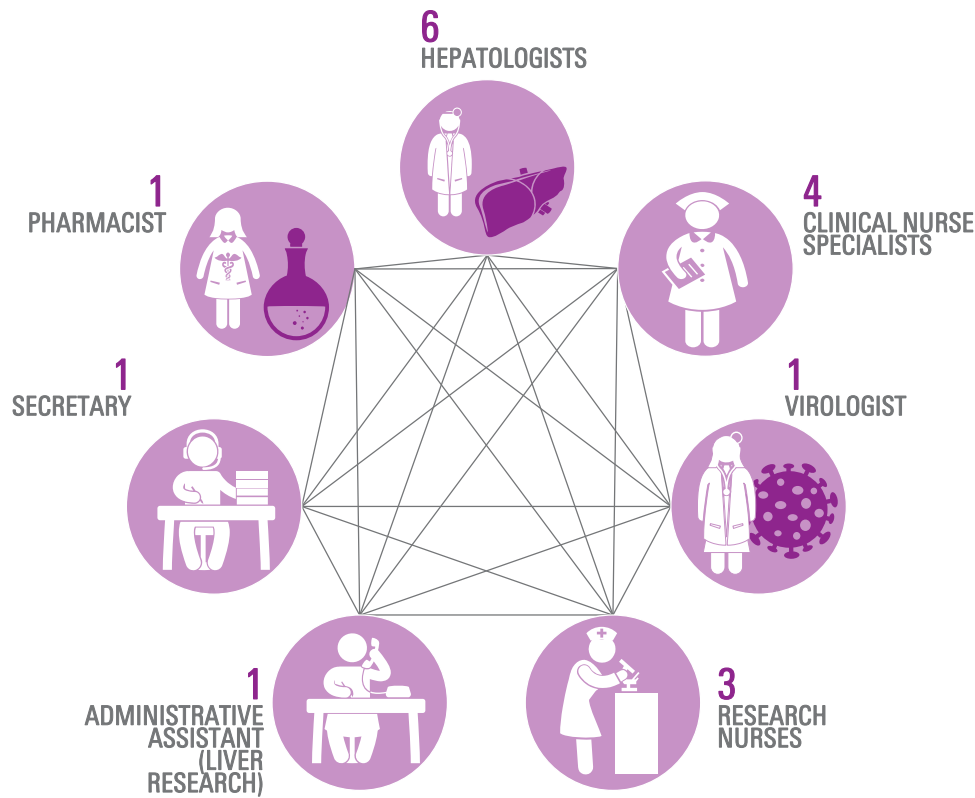 6
HEPATOLOGISTS
1
PHARMACIST
4
CLINICAL NURSE
SPECIALISTS
1
SECRETARY
1
VIROLOGIST
1
ADMINISTRATIVE
ASSISTANT
(LIVER
RESEARCH)
3
RESEARCH
NURSES